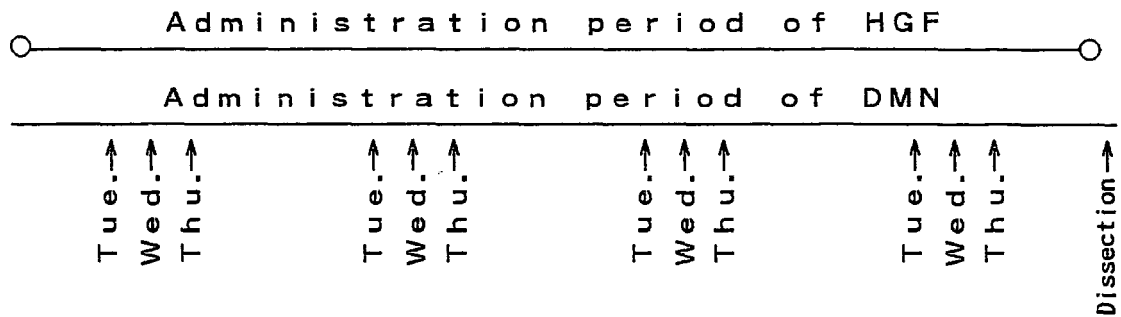 Administration period of HGF
Administration period of DMN
Tue. Wed. Thu. Tue. Wed. Thu. Tue. Wed. Thu. Tue. Wed. Thu. Dissection